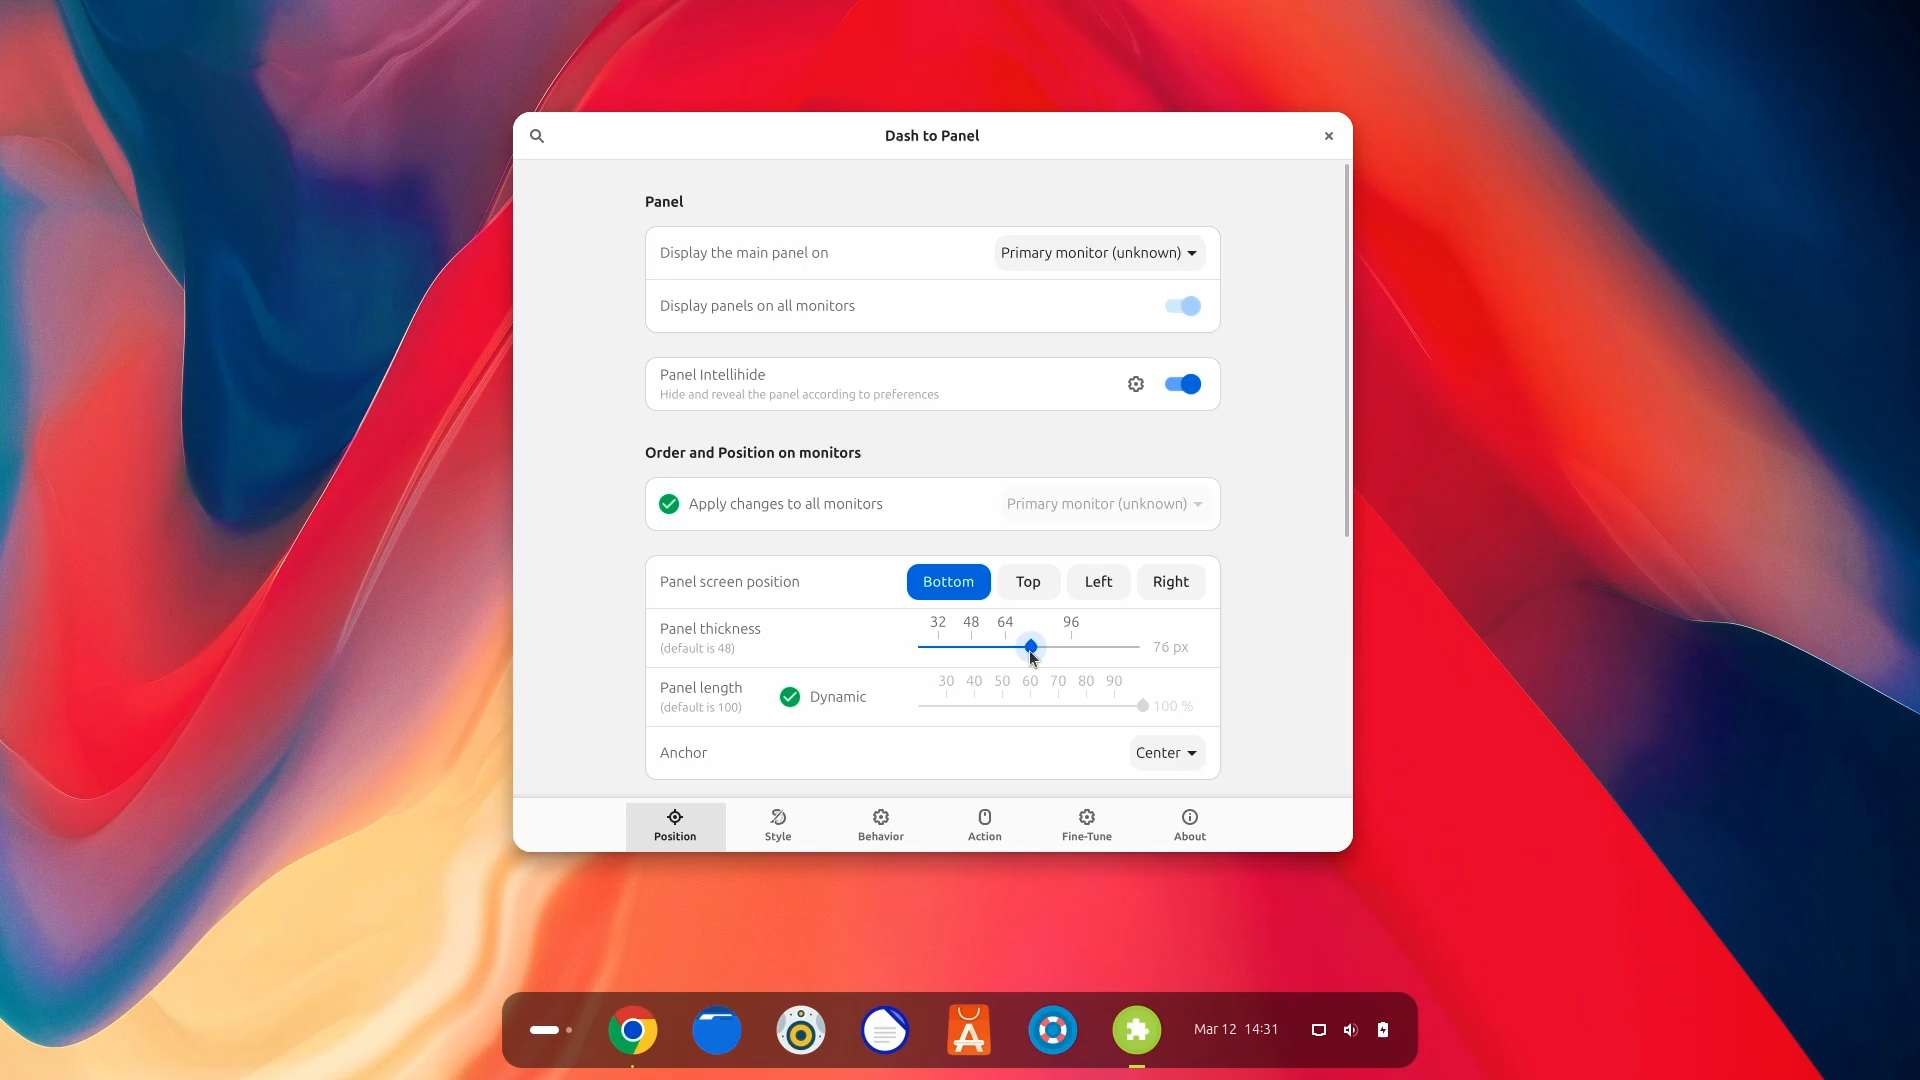 Dash to Panel
Panel
Display the main panel on
Primary monitor (unknown)
Display panels on all monitors
Panel Intellihide
Hide and reveal the panel according to preferences
Order and Position on monitors
Apply changes to all monitors
Primary monitor (unknown)
Panel screen position
Bottom Top Left Right
Panel thickness
(default is 48)
32 48 64 96
76 px
Panel length
(default is 100)
Dynamic
30 40 50 60 70 80 90
100 %
Anchor
Center
Position Style Behavior Action Fine-Tune About
A
Mar 12 14:31